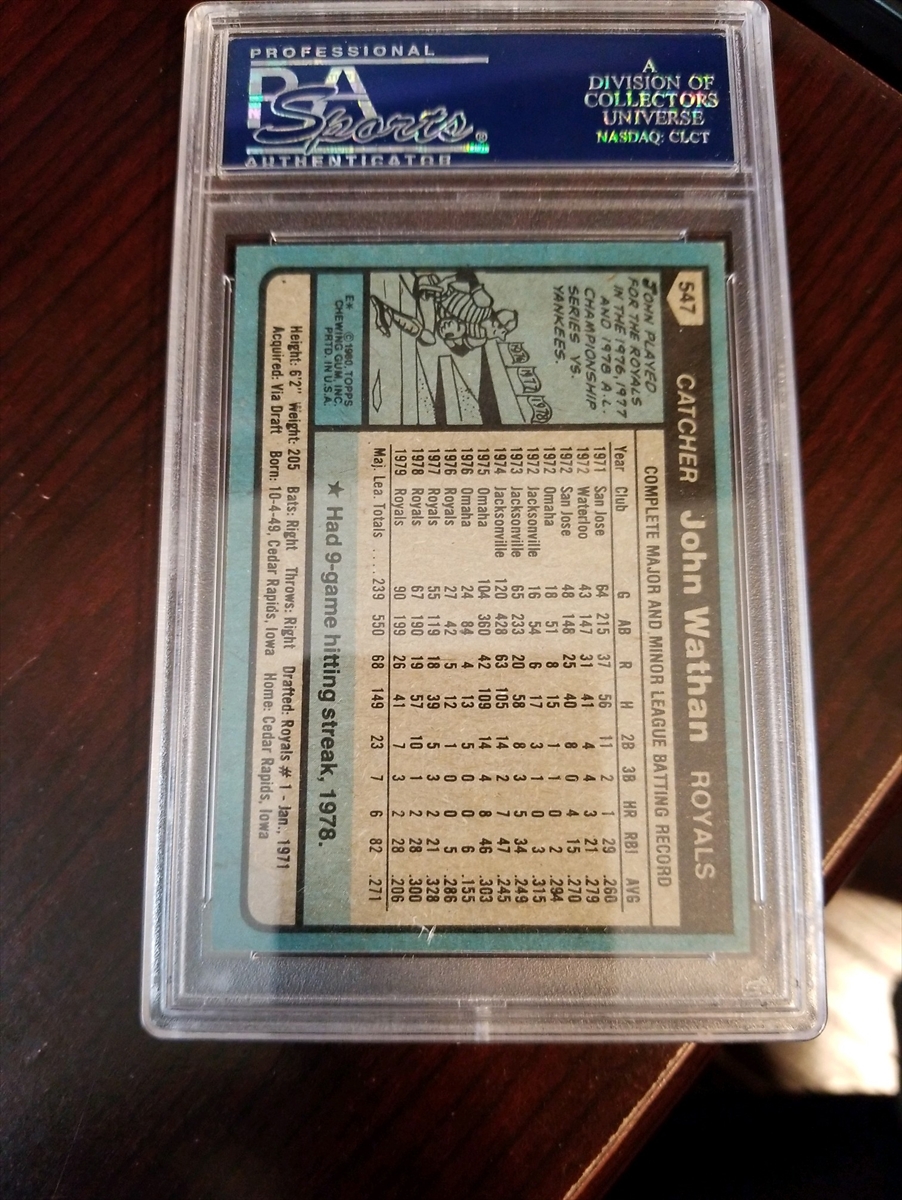 PROFESSIONAL
PSA
Sports®
AUTHENTICATOR
A
DIVISION OF
COLLECTORS
UNIVERSE
NASDAQ: CLCT
547
CATCHER John Wathan ROYALS
JOHN PLAYED
FOR THE ROYALS
IN THE 1976, 1977
AND 1978 A.L.
CHAMPIONSHIP
SERIES VS.
YANKEES.
1976 1977 1978
E* © 1980 TOPPS
CHEWING GUM INC.
PRTD. IN U.S.A.
COMPLETE MAJOR AND MINOR LEAGUE BATTING RECORD
Year Club G AB R H 2B 3B HR RBI AVG
1971 San Jose 64 215 37 56 11 2 1 29 .260
1972 Waterloo 43 147 31 41 4 4 3 21 .279
1972 San Jose 48 148 25 40 8 0 4 15 .270
1972 Omaha 18 51 8 15 1 1 0 2 .294
1972 Jacksonville 16 54 6 17 3 1 0 3 .315
1973 Jacksonville 65 233 20 58 8 3 5 34 .249
1974 Jacksonville 120 428 63 105 14 2 7 47 .245
1975 Omaha 104 360 42 109 14 4 8 46 .303
1976 Omaha 24 84 4 13 5 0 0 6 .155
1976 Royals 27 42 5 12 1 0 0 5 .286
1977 Royals 55 119 18 39 5 3 2 21 .328
1978 Royals 67 190 19 57 10 1 2 28 .300
1979 Royals 90 199 26 41 7 3 2 28 .206
Maj. Lea. Totals .... 239 550 68 149 23 7 6 82 .271
★ Had 9-game hitting streak, 1978.
Height: 6'2" Weight: 205 Bats: Right Throws: Right Drafted: Royals #1 - Jan., 1971
Acquired: Via Draft Born: 10-4-49, Cedar Rapids, Iowa Home: Cedar Rapids, Iowa